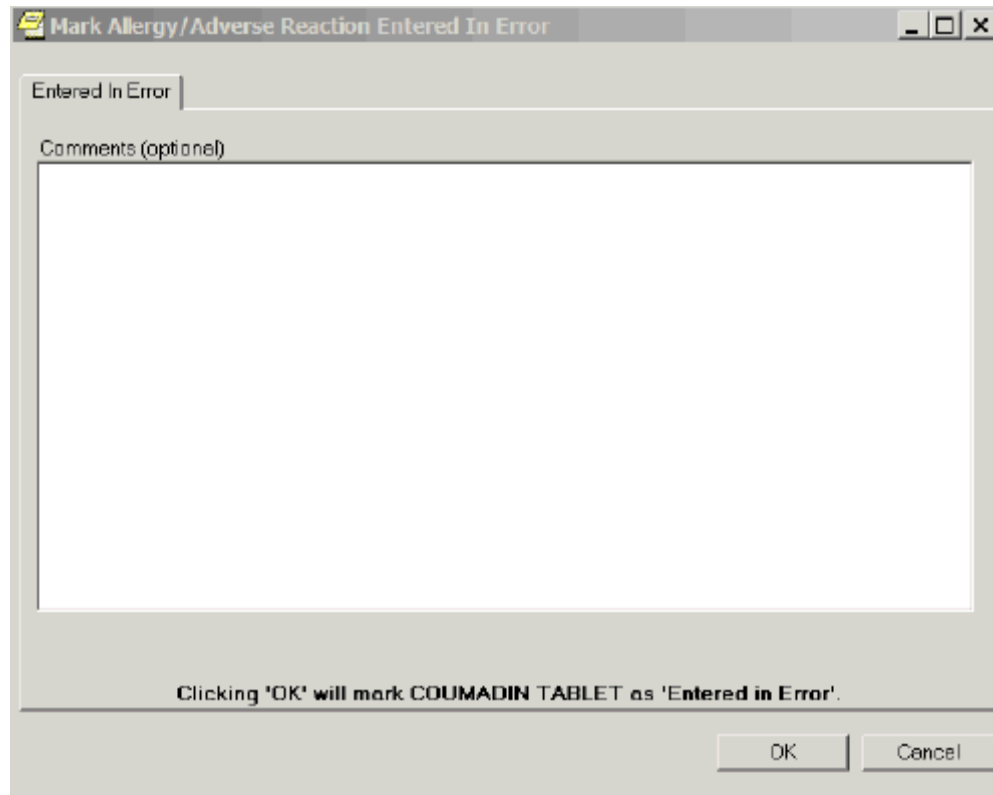 Mark Allergy/Adverse Reaction Entered In Error
Entered In Error
Comments (optional)
Clicking 'OK' will mark COUMADIN TABLET as 'Entered in Error'.
OK Cancel